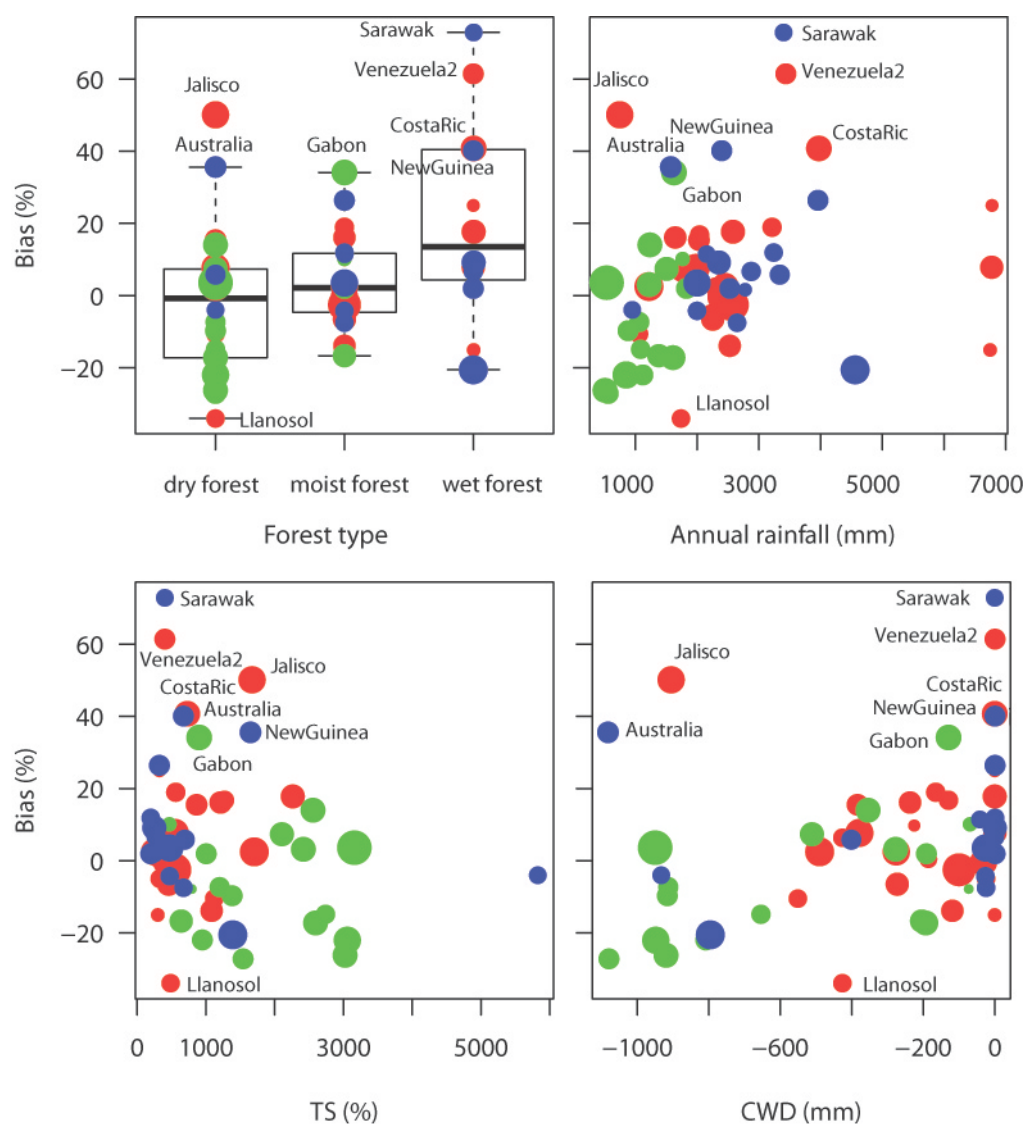 Sarawak
Venezuela2
Jalisco
CostaRic
Australia
Gabon
NewGuinea
Llanosol
60
40
20
0
−20
Bias (%)
dry forest moist forest wet forest
Forest type
Sarawak
Venezuela2
Jalisco
NewGuinea
CostaRic
Australia
Gabon
Llanosol
1000 3000 5000 7000
Annual rainfall (mm)
Sarawak
Venezuela2
Jalisco
CostaRic
Australia
NewGuinea
Gabon
Llanosol
60
40
20
0
−20
Bias (%)
0 1000 3000 5000
TS (%)
Sarawak
Venezuela2
Jalisco
CostaRic
NewGuinea
Australia
Gabon
Llanosol
−1000 −600 −200 0
CWD (mm)